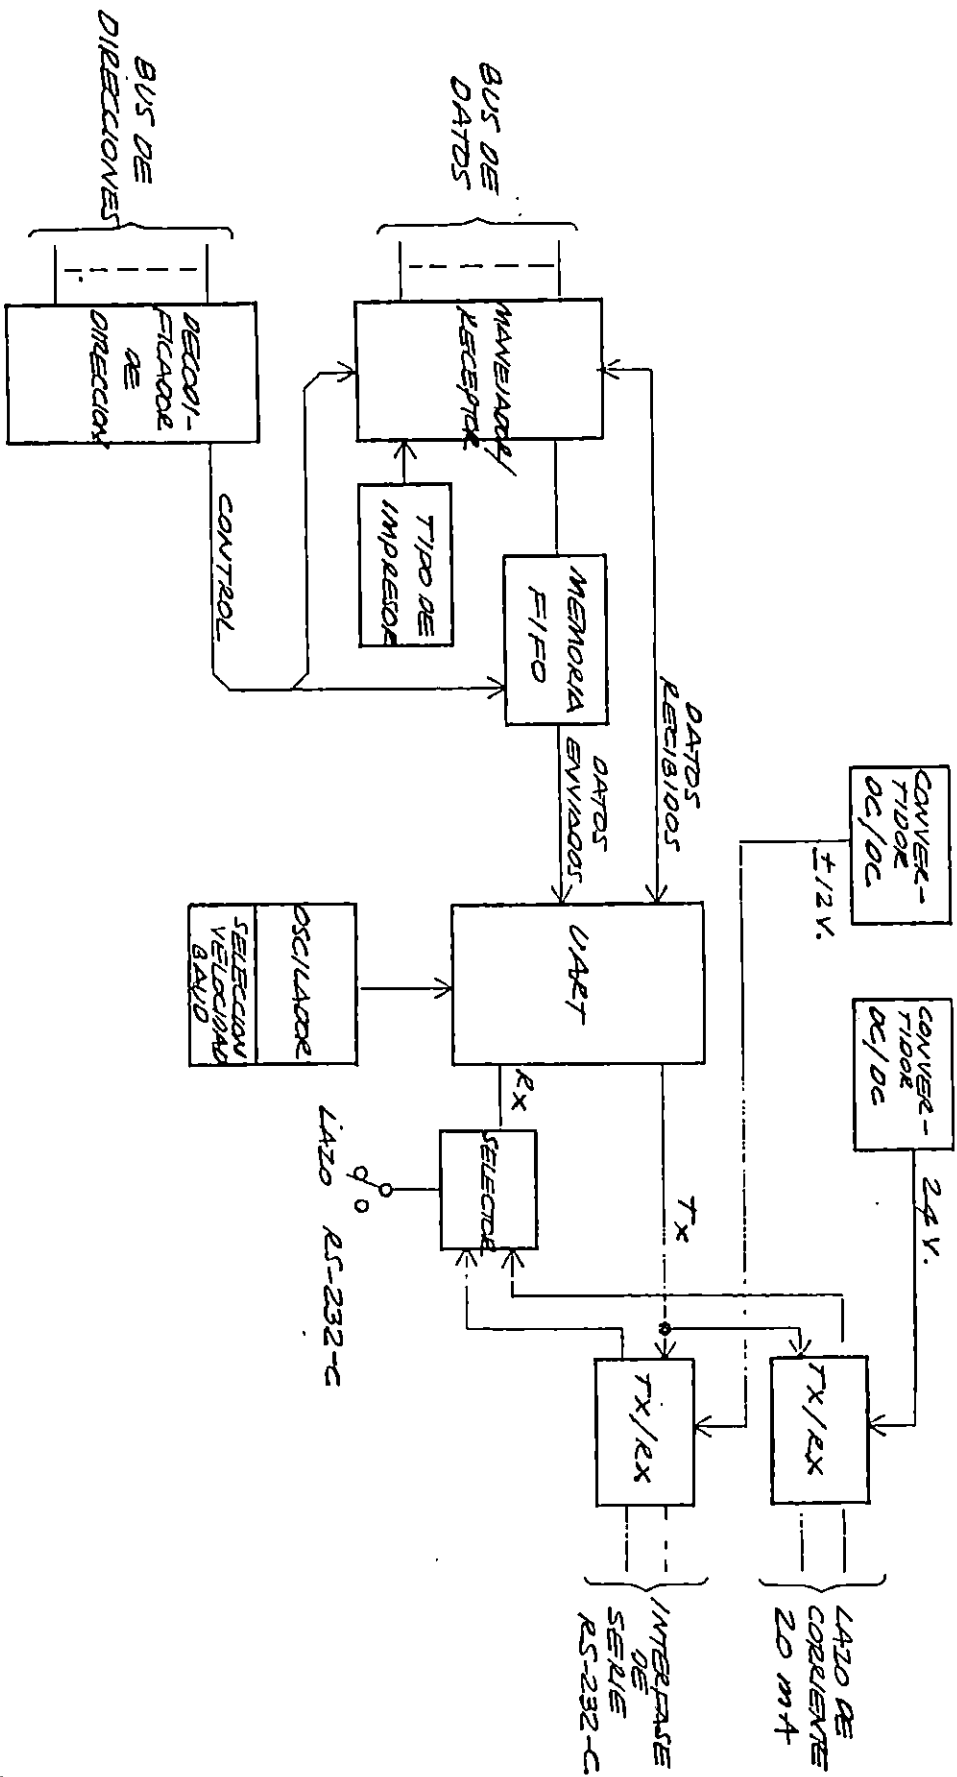 CONVER-
TIDOR
DC/DC
±12V.
CONVER-
TIDOR
DC/DC
24 V.
BUS DE
DATOS
MANEJADOR/
RECEPTOR
TIPO DE
IMPRESOR
MEMORIA
FIFO
DATOS
RECIBIDOS
DATOS
ENVIADOS
UART
TX
RX
OSCILADOR
SELECCION
VELOCIDAD
BAUD
SELECTOR
LAZO RS-232-C
TX/RX
TX/RX
LAZO DE
CORRIENTE
20 mA
INTERFASE
DE
SERIE
RS-232-C.
BUS DE
DIRECCIONES
DECODI-
FICADOR
DE
DIRECCION
CONTROL